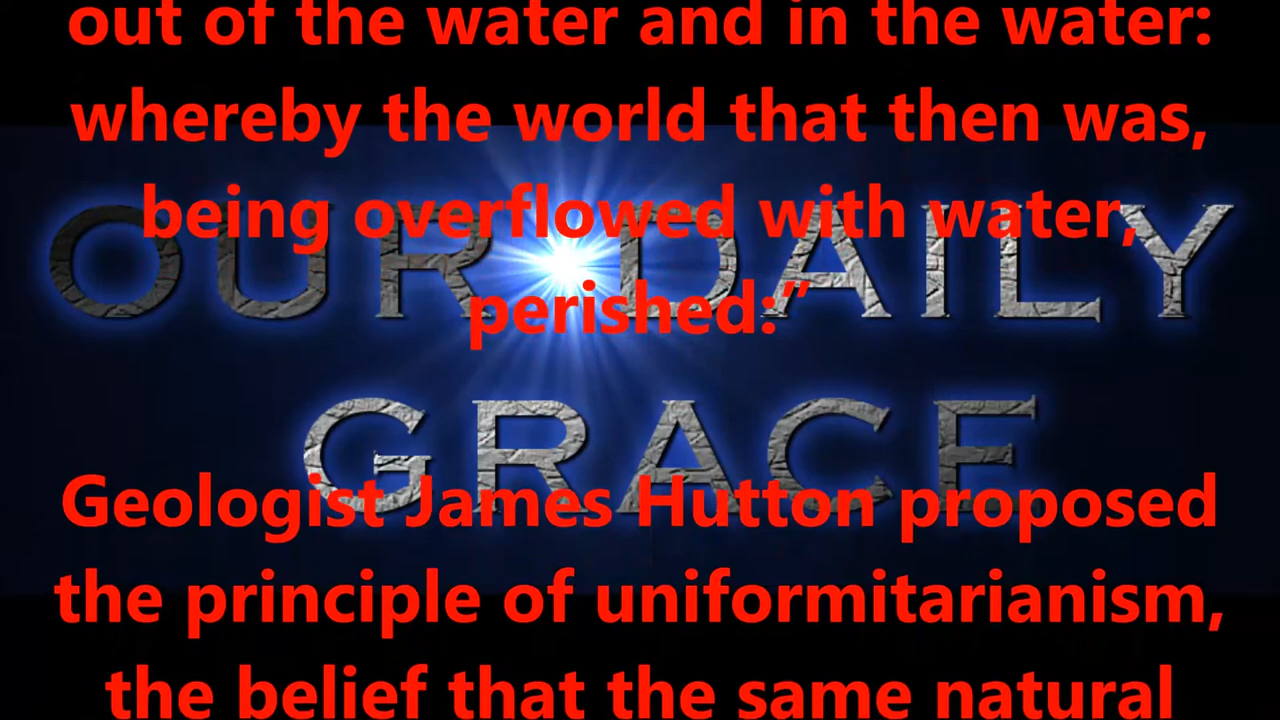 out of the water and in the water:
whereby the world that then was,
being overflowed with water,
perished:”
OUR DAILY
GRACE
Geologist James Hutton proposed
the principle of uniformitarianism,
the belief that the same natural